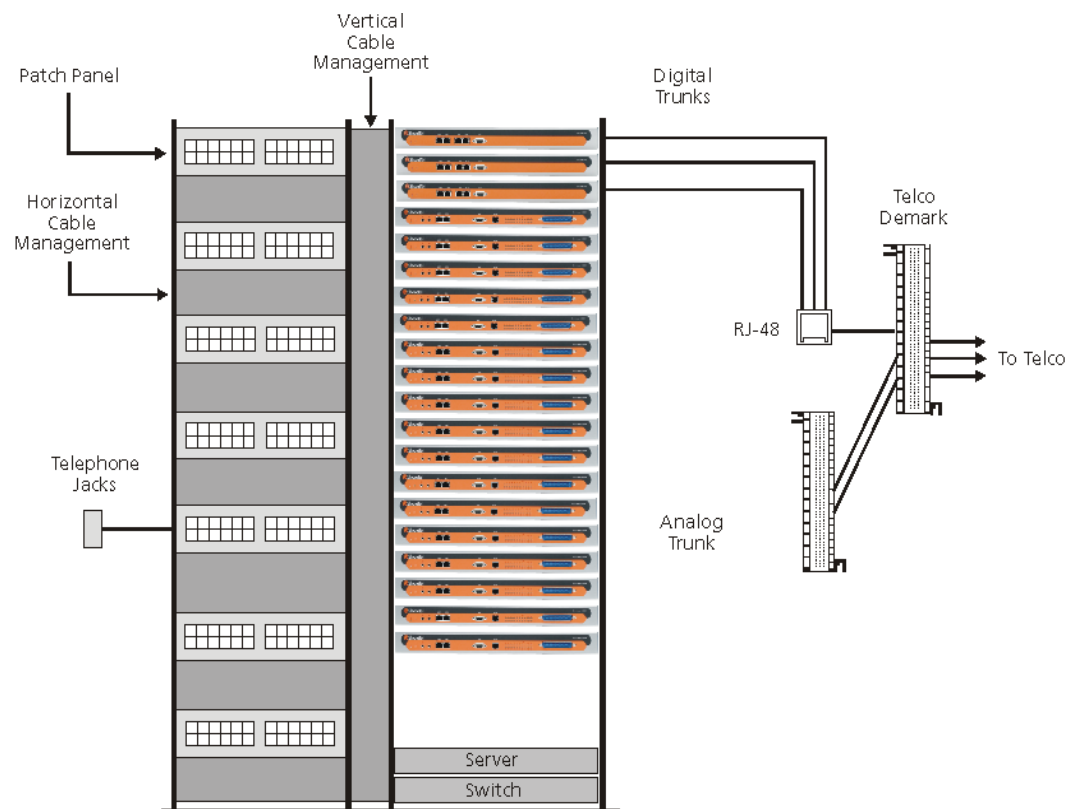 Vertical
Cable
Management
Patch Panel
Digital
Trunks
Horizontal
Cable
Management
Telco
Demark
RJ-48
To Telco
Telephone
Jacks
Analog
Trunk
Server
Switch